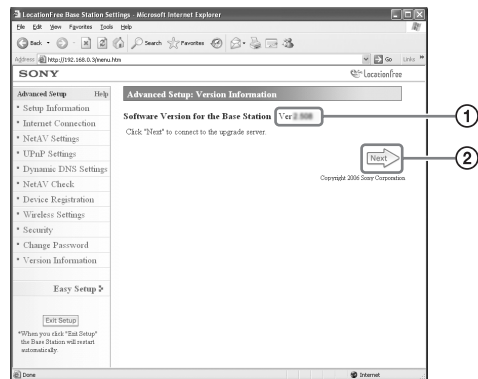 LocationFree Base Station Settings - Microsoft Internet Explorer
File Edit View Favorites Tools Help
Back Search Favorites
Address http://192.168.0.3/menu.htm Go Links
SONY LocationFree
Advanced Setup Help
Advanced Setup: Version Information
* Setup Information
* Internet Connection
* NetAV Settings
* UPnP Settings
* Dynamic DNS Settings
* NetAV Check
* Device Registration
* Wireless Settings
* Security
* Change Password
* Version Information
Easy Setup
Exit Setup
*When you click "Exit Setup"
the Base Station will restart
automatically.
Software Version for the Base Station Ver
1
Click "Next" to connect to the upgrade server.
Next
2
Copyright 2006 Sony Corporation
Done Internet